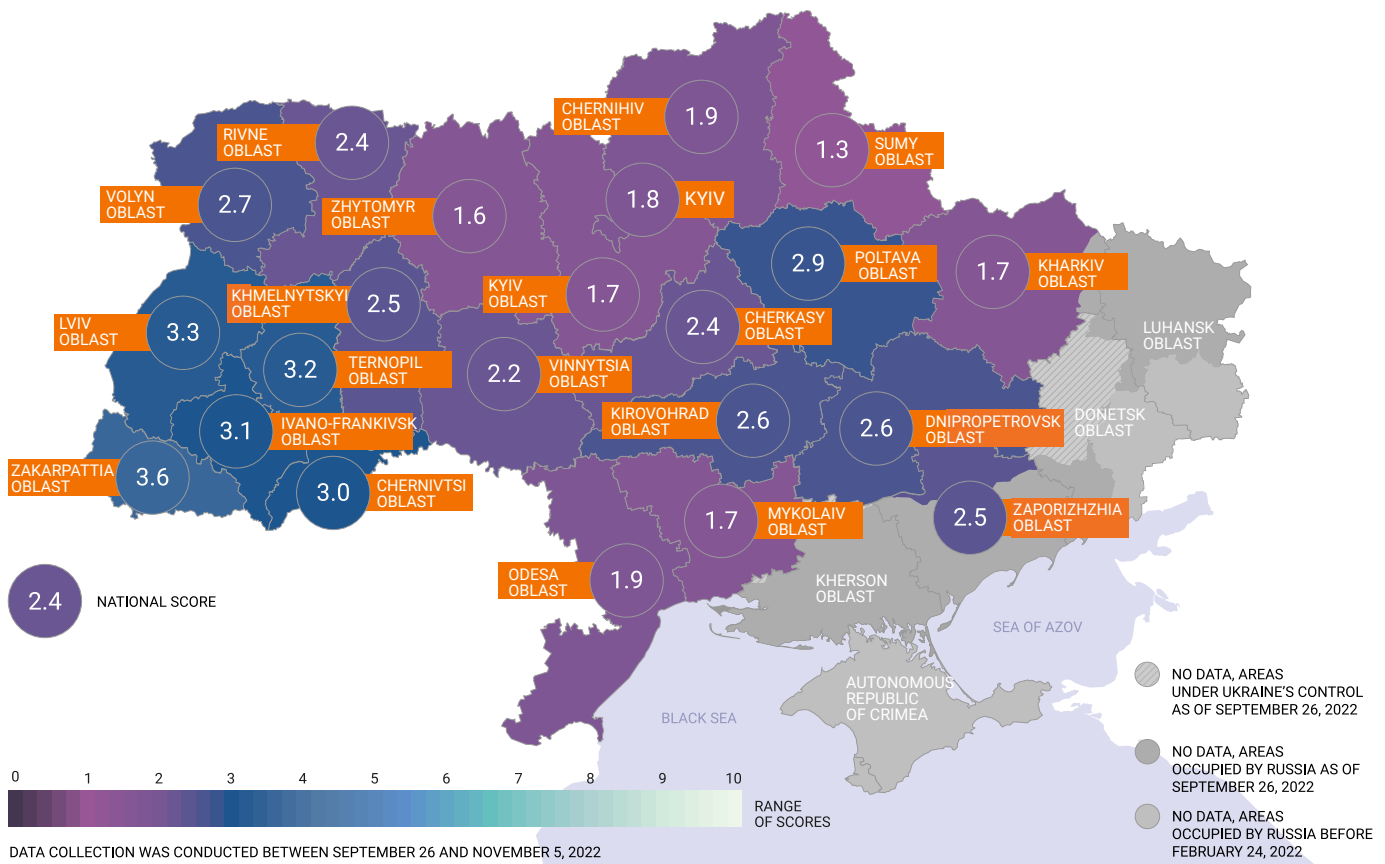 CHERNIHIV
OBLAST
1.9
RIVNE
OBLAST
2.4
SUMY
OBLAST
1.3
VOLYN
OBLAST
2.7
ZHYTOMYR
OBLAST
1.6
1.8
KYIV
POLTAVA
OBLAST
2.9
KHARKIV
OBLAST
1.7
KYIV
OBLAST
1.7
KHMELNYTSKYI
OBLAST
2.5
LVIV
OBLAST
3.3
CHERKASY
OBLAST
2.4
LUHANSK
OBLAST
TERNOPIL
OBLAST
3.2
VINNYTSIA
OBLAST
2.2
IVANO-FRANKIVSK
OBLAST
3.1
KIROVOHRAD
OBLAST
2.6
DNIPROPETROVSK
OBLAST
2.6
DONETSK
OBLAST
ZAKARPATTIA
OBLAST
3.6
CHERNIVTSI
OBLAST
3.0
MYKOLAIV
OBLAST
1.7
ZAPORIZHZHIA
OBLAST
2.5
ODESA
OBLAST
1.9
KHERSON
OBLAST
2.4
NATIONAL SCORE
SEA OF AZOV
AUTONOMOUS
REPUBLIC
OF CRIMEA
BLACK SEA
NO DATA, AREAS
UNDER UKRAINE'S CONTROL
AS OF SEPTEMBER 26, 2022
NO DATA, AREAS
OCCUPIED BY RUSSIA AS OF
SEPTEMBER 26, 2022
NO DATA, AREAS
OCCUPIED BY RUSSIA BEFORE
FEBRUARY 24, 2022
0 1 2 3 4 5 6 7 8 9 10
RANGE
OF SCORES
DATA COLLECTION WAS CONDUCTED BETWEEN SEPTEMBER 26 AND NOVEMBER 5, 2022